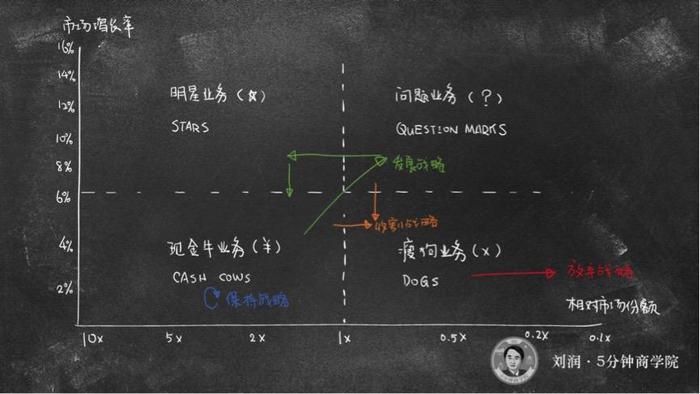 市场增长率
16%
14%
12%
10%
8%
6%
4%
2%
明星业务（☆）
STARS
问题业务（？）
QUESTION MARKS
发展战略
收割战略
现金牛业务（¥）
CASH COWS
保持战略
瘦狗业务（×）
DOGS
放弃战略
相对市场份额
10x
5x
2x
1x
0.5x
0.2x
0.1x
刘润·5分钟商学院